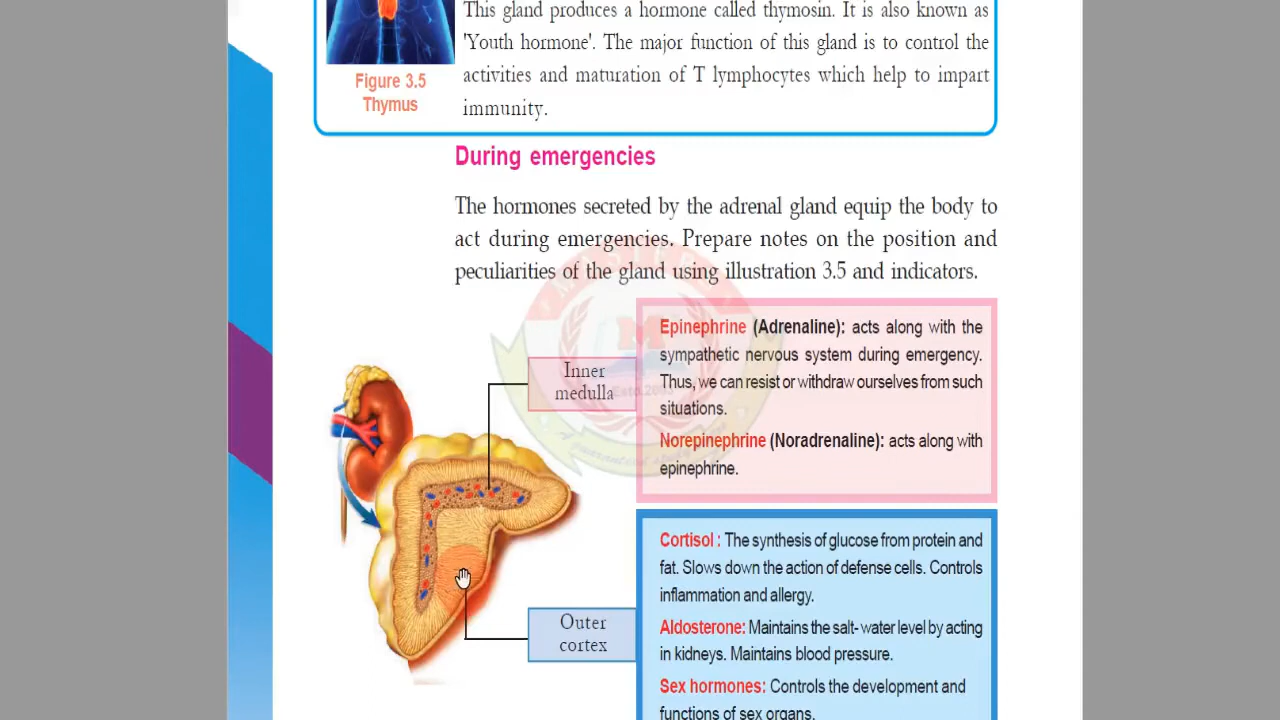 This gland produces a hormone called thymosin. It is also known as
'Youth hormone'. The major function of this gland is to control the
activities and maturation of T lymphocytes which help to impart
immunity.
Figure 3.5
Thymus
During emergencies
The hormones secreted by the adrenal gland equip the body to
act during emergencies. Prepare notes on the position and
peculiarities of the gland using illustration 3.5 and indicators.
Inner
medulla
Epinephrine (Adrenaline): acts along with the
sympathetic nervous system during emergency.
Thus, we can resist or withdraw ourselves from such
situations.
Norepinephrine (Noradrenaline): acts along with
epinephrine.
Outer
cortex
Cortisol : The synthesis of glucose from protein and
fat. Slows down the action of defense cells. Controls
inflammation and allergy.
Aldosterone: Maintains the salt- water level by acting
in kidneys. Maintains blood pressure.
Sex hormones: Controls the development and
functions of sex organs.